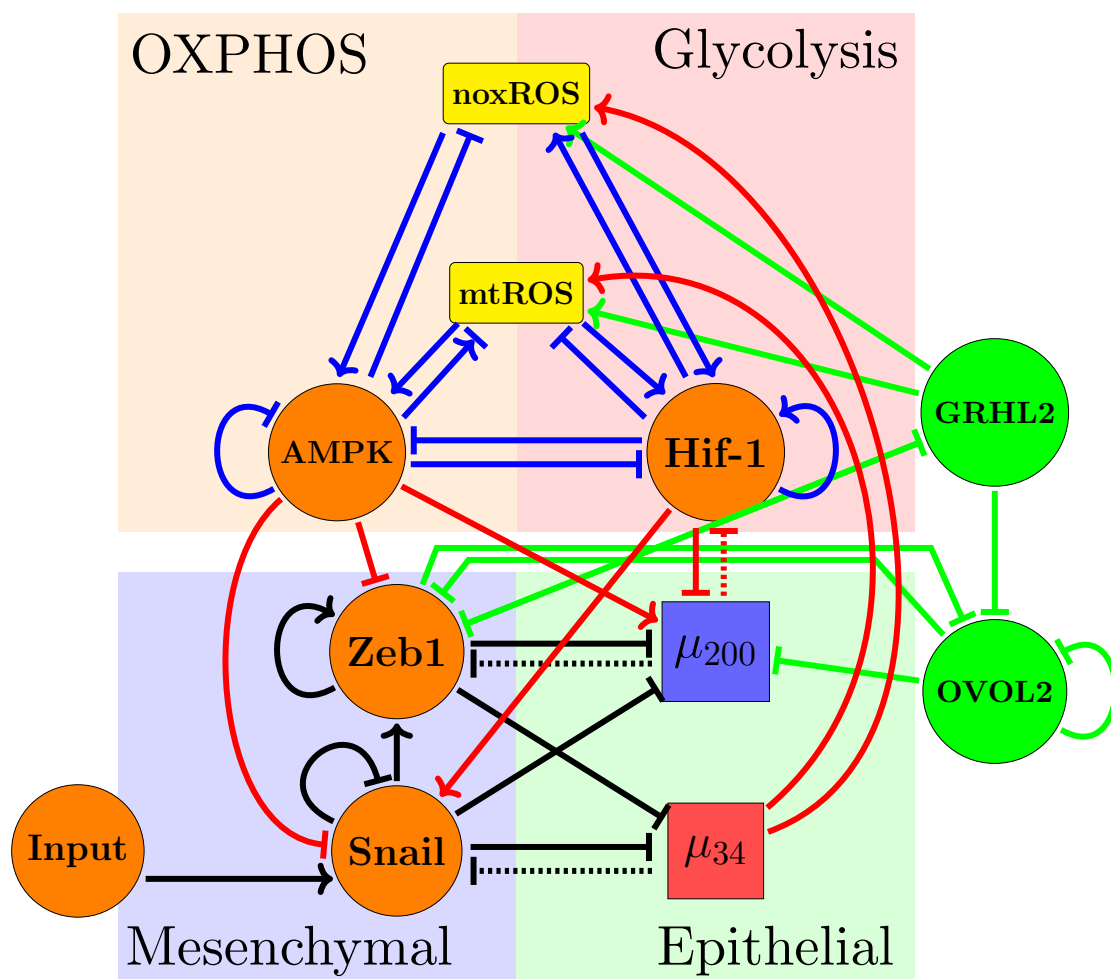 OXPHOS
Glycolysis
noxROS
mtROS
GRHL2
AMPK
Hif-1
Zeb1
μ200
OVOL2
Input
Snail
μ34
Mesenchymal
Epithelial